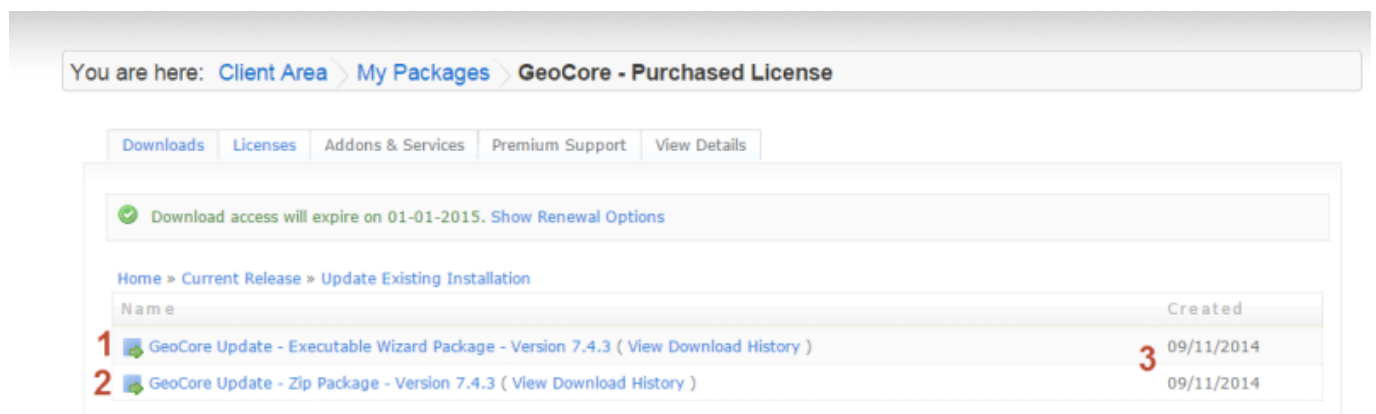 You are here: Client Area My Packages GeoCore - Purchased License
Downloads Licenses Addons & Services Premium Support View Details
Download access will expire on 01-01-2015. Show Renewal Options
Home » Current Release » Update Existing Installation
Name Created
1 GeoCore Update - Executable Wizard Package - Version 7.4.3 ( View Download History ) 3 09/11/2014
2 GeoCore Update - Zip Package - Version 7.4.3 ( View Download History ) 09/11/2014